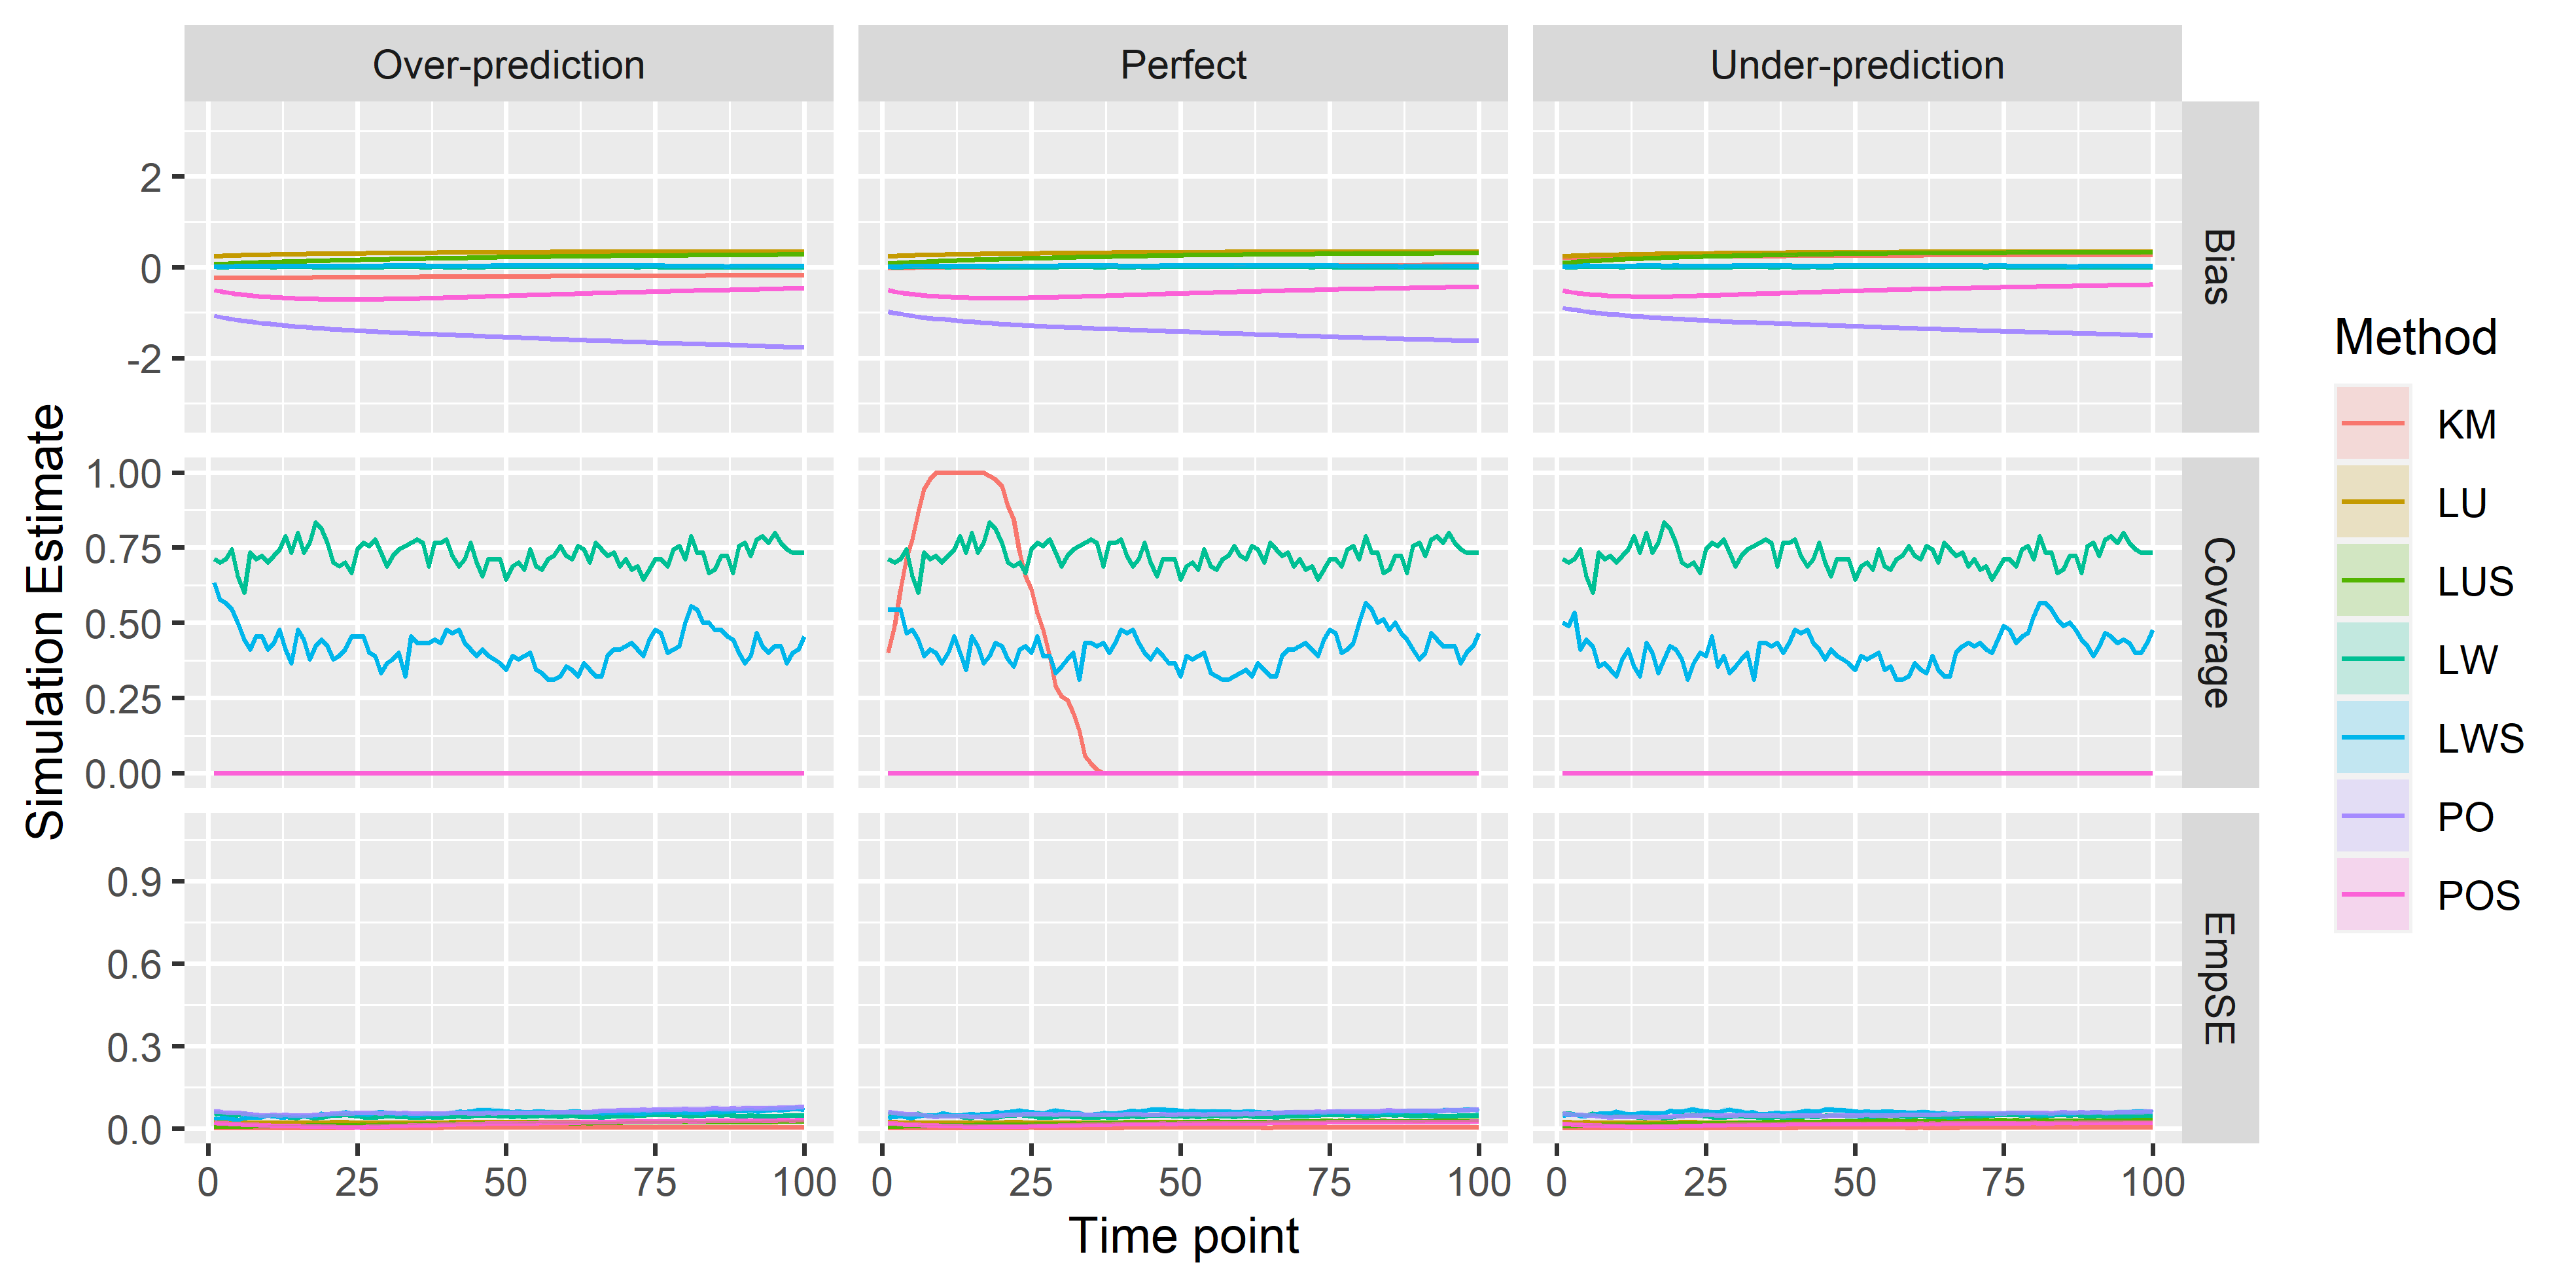 Over-prediction
Perfect
Under-prediction
Simulation Estimate
2
0
-2
Bias
1.00
0.75
0.50
0.25
0.00
Coverage
0.9
0.6
0.3
0.0
EmpSE
0 25 50 75 100
0 25 50 75 100
0 25 50 75 100
Time point
Method
KM
LU
LUS
LW
LWS
PO
POS